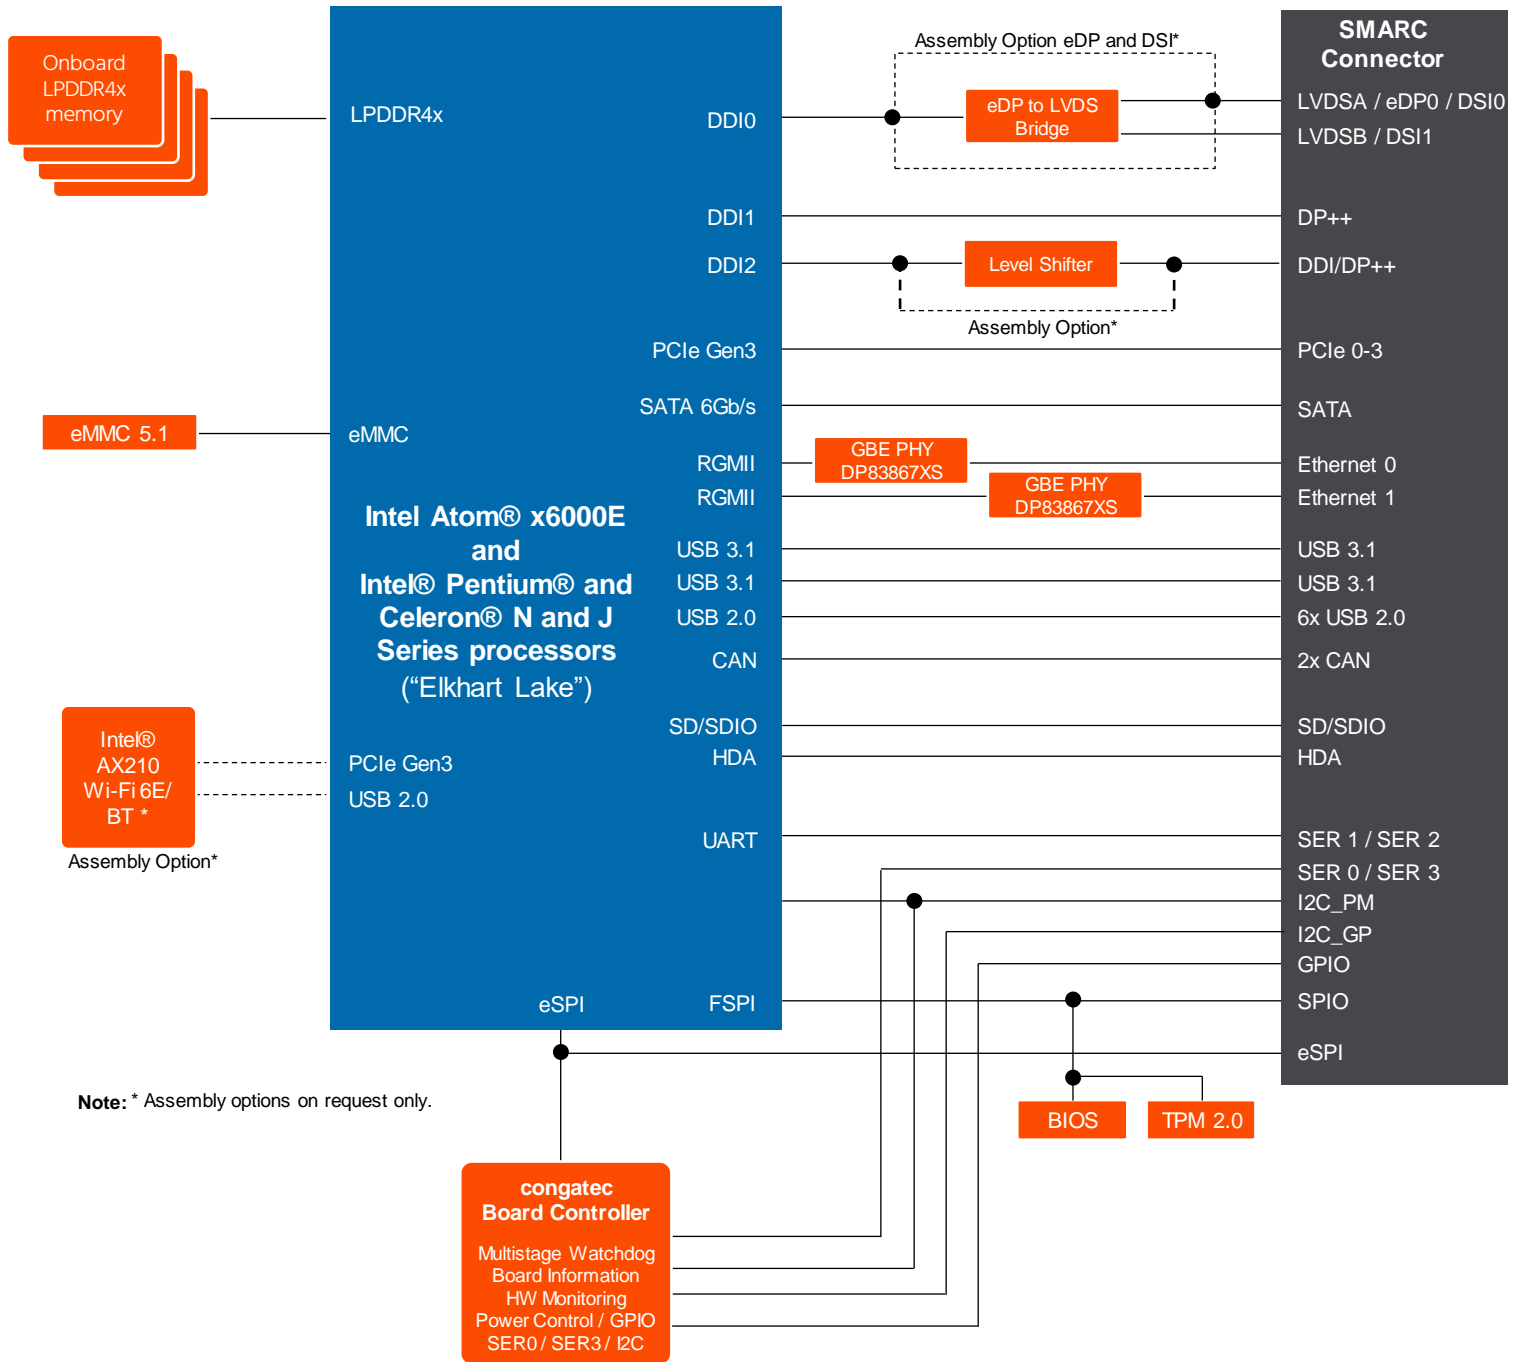 Onboard
LPDDR4x
memory
LPDDR4x
eMMC 5.1
eMMC
Intel Atom® x6000E
and
Intel® Pentium® and
Celeron® N and J
Series processors
(“Elkhart Lake”)
Intel®
AX210
Wi-Fi 6E/
BT *
Assembly Option*
PCIe Gen3
USB 2.0
DDI0
DDI1
DDI2
PCIe Gen3
SATA 6Gb/s
RGMII
RGMII
USB 3.1
USB 3.1
USB 2.0
CAN
SD/SDIO
HDA
UART
FSPI
eSPI
Assembly Option eDP and DSI*
eDP to LVDS
Bridge
Level Shifter
Assembly Option*
GBE PHY
DP83867XS
GBE PHY
DP83867XS
SMARC
Connector
LVDSA / eDP0 / DSI0
LVDSB / DSI1
DP++
DDI/DP++
PCIe 0-3
SATA
Ethernet 0
Ethernet 1
USB 3.1
USB 3.1
6x USB 2.0
2x CAN
SD/SDIO
HDA
SER 1 / SER 2
SER 0 / SER 3
I2C_PM
I2C_GP
GPIO
SPIO
eSPI
BIOS
TPM 2.0
Note: * Assembly options on request only.
congatec
Board Controller
Multistage Watchdog
Board Information
HW Monitoring
Power Control / GPIO
SER0 / SER3 / I2C